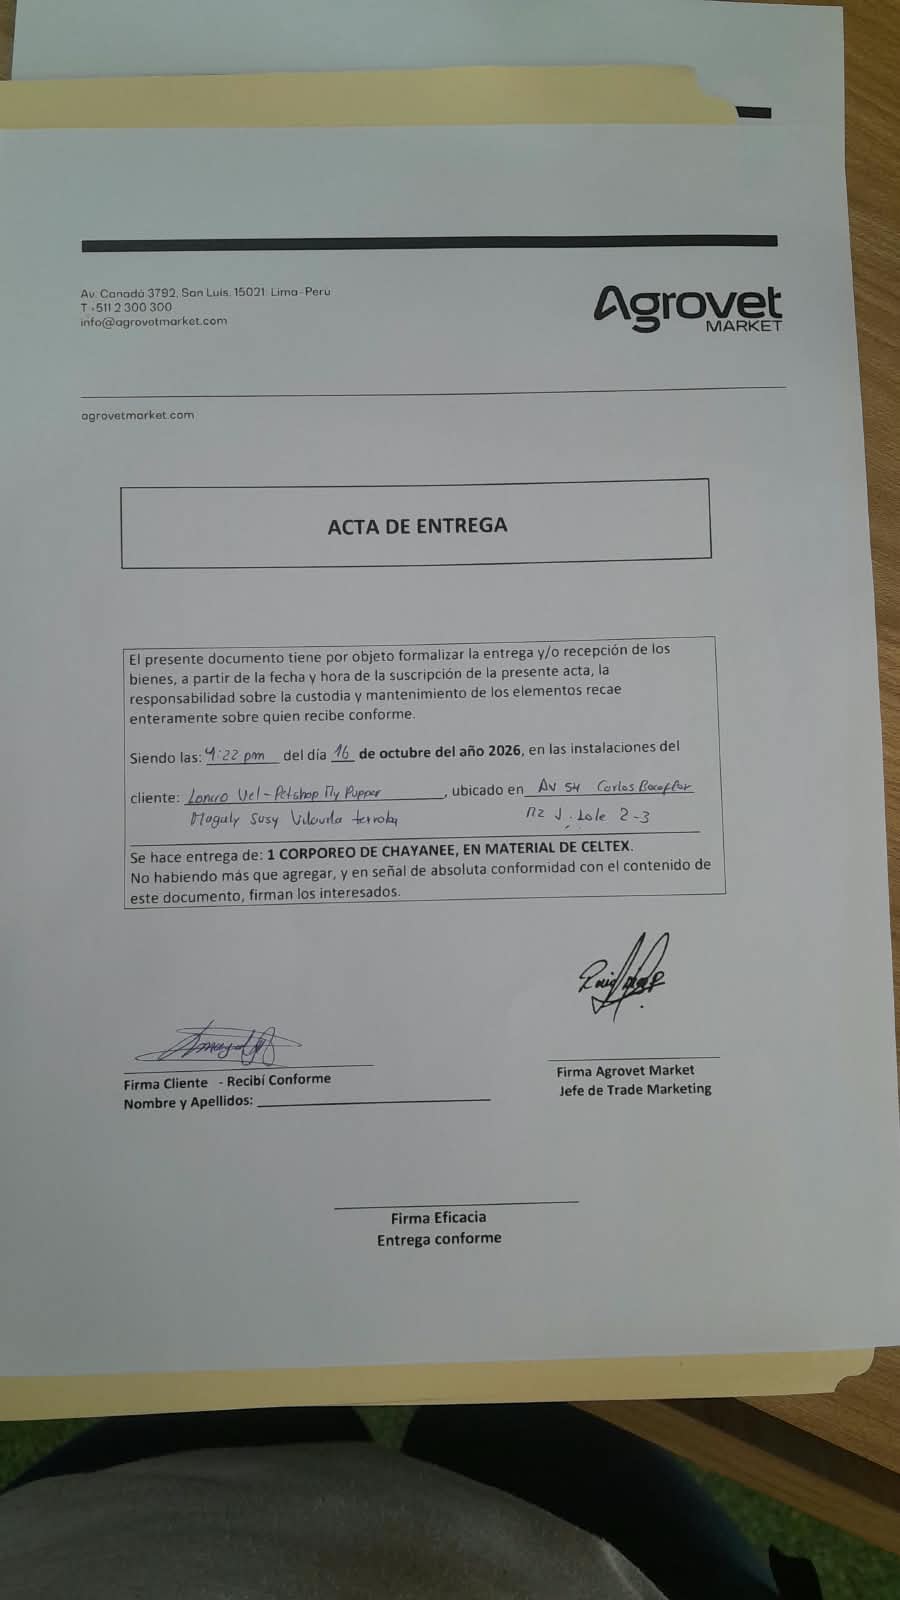 Av. Canadá 3792, San Luis, 15021, Lima-Perú
T +511 2 300 300
info@agrovetmarket.com
Agrovet
MARKET
agrovetmarket.com
ACTA DE ENTREGA
El presente documento tiene por objeto formalizar la entrega y/o recepción de los
bienes, a partir de la fecha y hora de la suscripción de la presente acta, la
responsabilidad sobre la custodia y mantenimiento de los elementos recae
enteramente sobre quien recibe conforme.
Siendo las: 4:22 pm del día 16 de octubre del año 2026, en las instalaciones del
cliente: Petshop My Pupper, ubicado en Av 54 Carlos
Magaly Susy Mz J. Lote 2-3
Se hace entrega de: 1 CORPOREO DE CHAYANEE, EN MATERIAL DE CELTEX.
No habiendo más que agregar, y en señal de absoluta conformidad con el contenido de
este documento, firman los interesados.
Firma Cliente - Recibí Conforme
Nombre y Apellidos:
Firma Agrovet Market
Jefe de Trade Marketing
Firma Eficacia
Entrega conforme